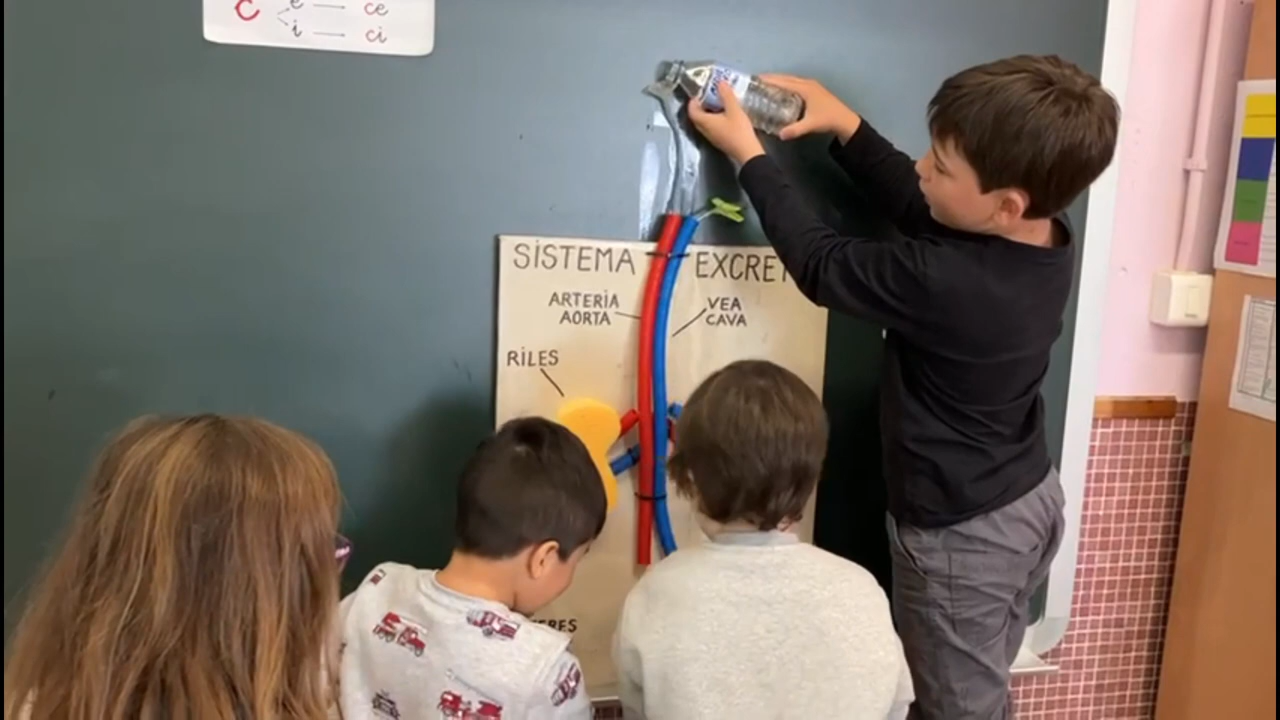 c e ce
i ci
SISTEMA EXCRET
ARTERIA
AORTA
VEA
CAVA
RILES